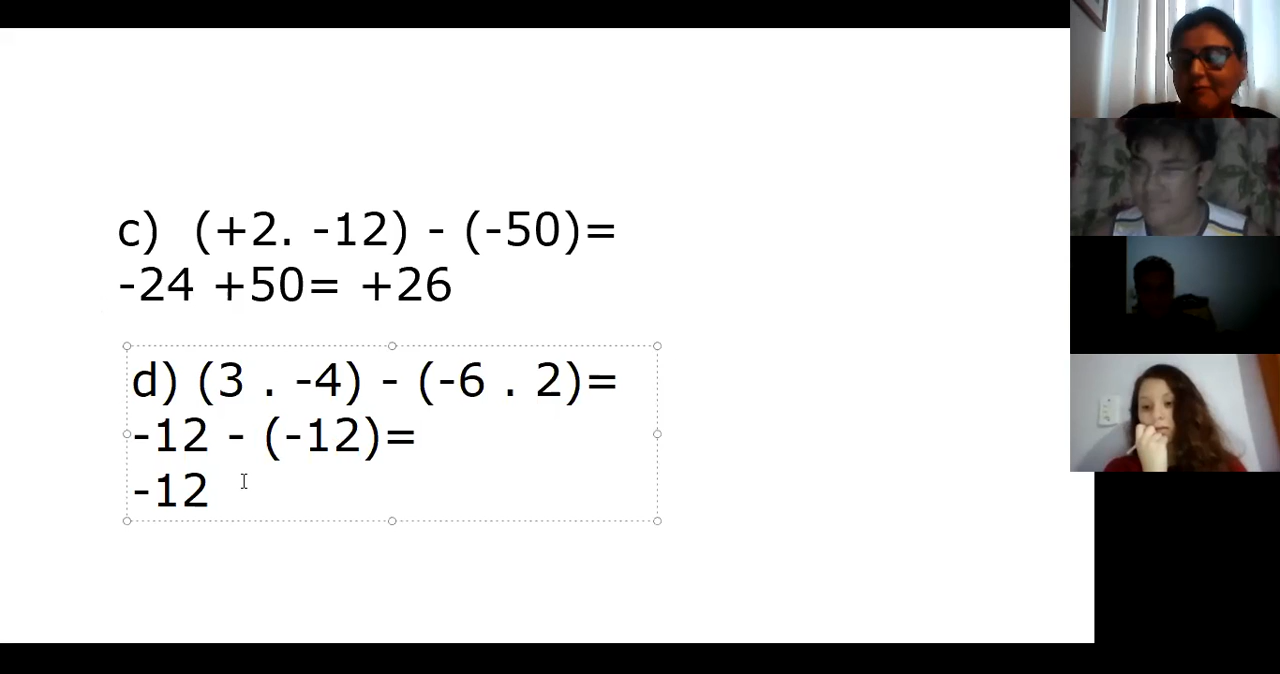 c) (+2. -12) - (-50)=
-24 +50= +26
d) (3 . -4) - (-6 . 2)=
-12 - (-12)=
-12